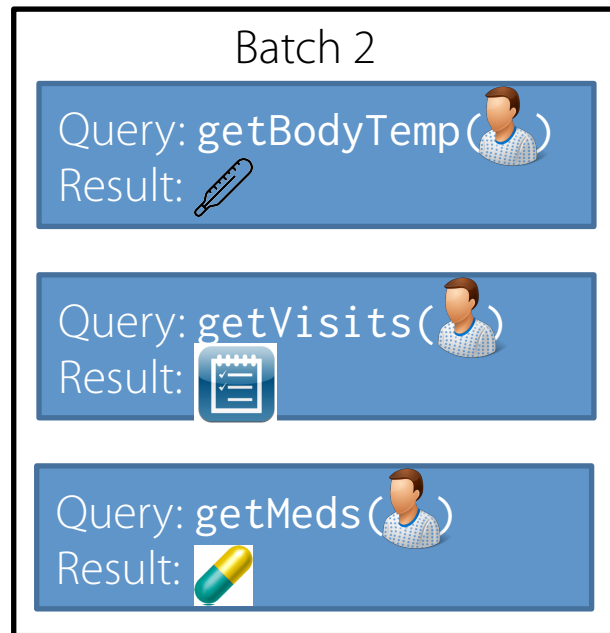 Batch 2
Query: getBodyTemp( )
Result:
Query: getVisits( )
Result:
Query: getMeds( )
Result: